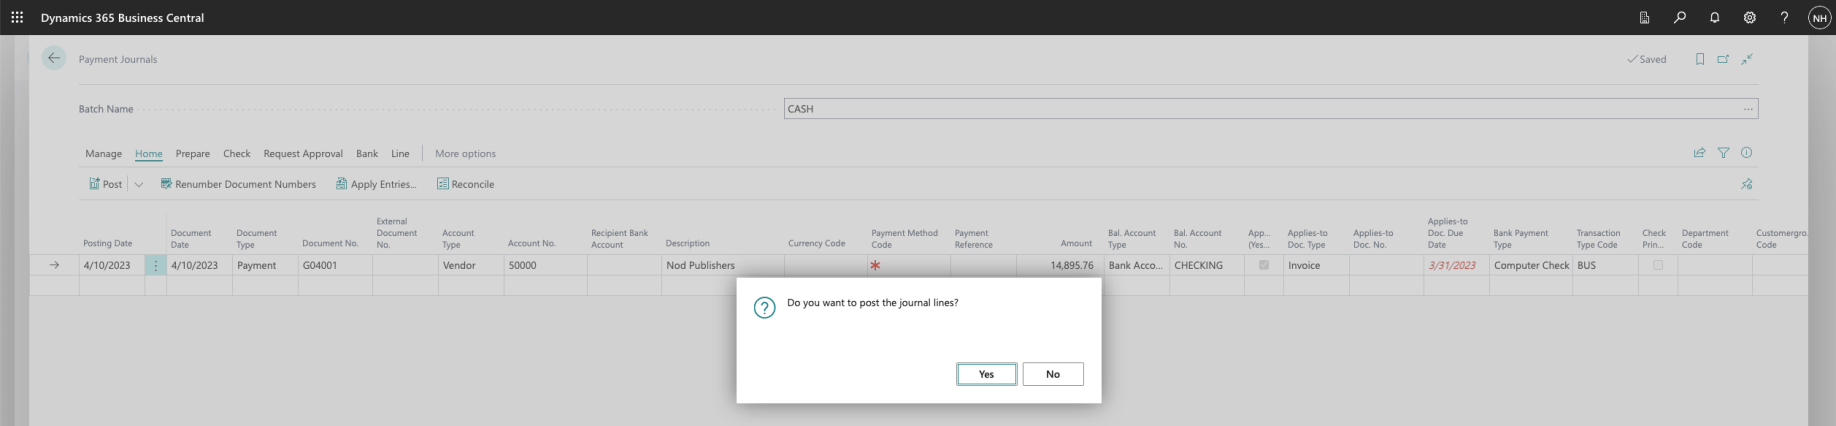 Dynamics 365 Business Central
NH
Payment Journals
Saved
Batch Name
CASH
Manage Home Prepare Check Request Approval Bank Line More options
Post Renumber Document Numbers Apply Entries... Reconcile
Posting Date
Document Date
Document Type
Document No.
External Document No.
Account Type
Account No.
Recipient Bank Account
Description
Currency Code
Payment Method Code
Payment Reference
Amount
Bal. Account Type
Bal. Account No.
App... (Yes...
Applies-to Doc. Type
Applies-to Doc. No.
Applies-to Doc. Due Date
Bank Payment Type
Transaction Type Code
Check Prin...
Department Code
Customergro... Code
4/10/2023 4/10/2023 Payment G04001 Vendor 50000 Nod Publishers * 14,895.76 Bank Acco... CHECKING Invoice 3/31/2023 Computer Check BUS
Do you want to post the journal lines?
Yes No